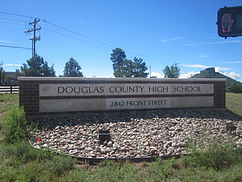 DOUGLAS COUNTY HIGH SCHOOL
2842 FRONT STREET